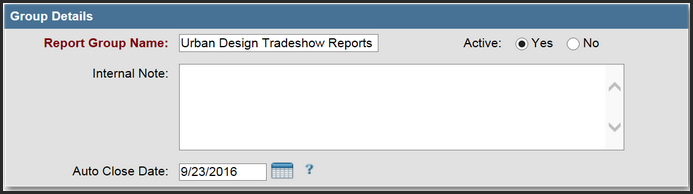 Group Details
Report Group Name: Urban Design Tradeshow Reports Active: Yes No
Internal Note:
Auto Close Date: 9/23/2016 ?